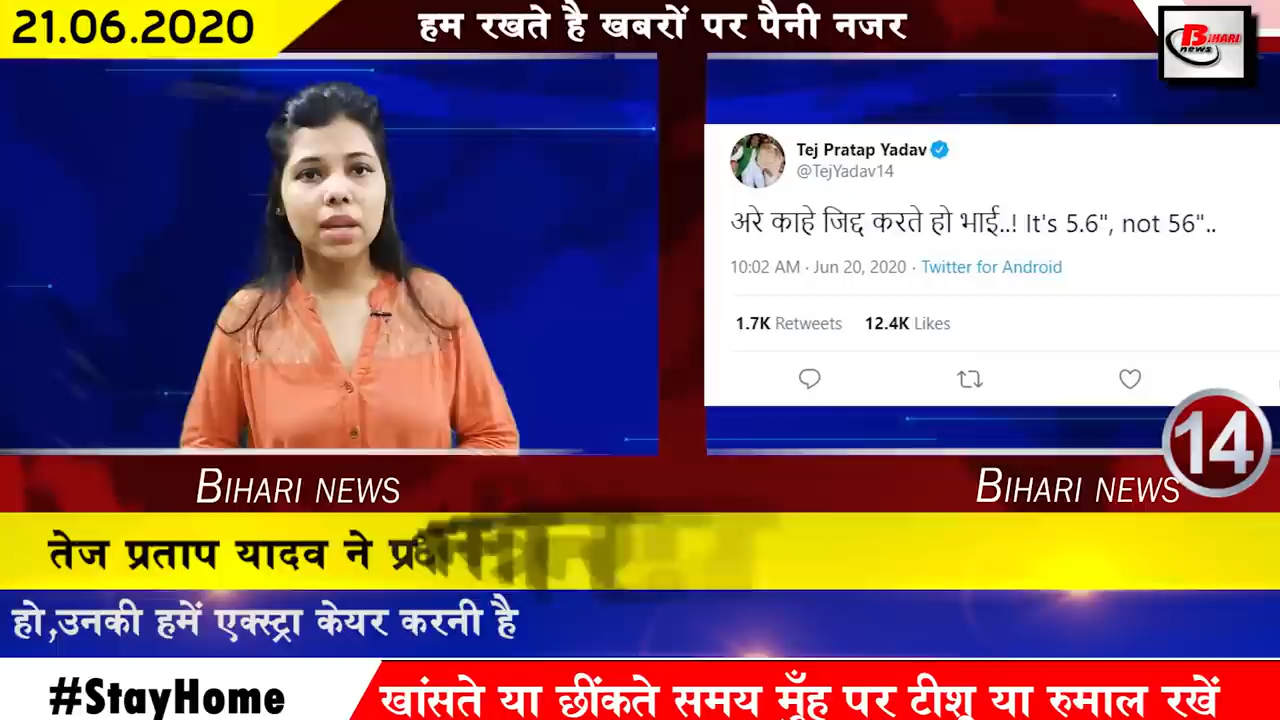 21.06.2020
हम रखते है खबरों पर पैनी नजर
BIHARI
news
Tej Pratap Yadav
@TejYadav14
अरे काहे जिद्द करते हो भाई..! It's 5.6", not 56"..
10:02 AM · Jun 20, 2020 · Twitter for Android
1.7K Retweets 12.4K Likes
14
BIHARI NEWS
BIHARI NEWS
तेज प्रताप यादव ने
हो,उनकी हमें एक्स्ट्रा केयर करनी है
#StayHome
खांसते या छींकते समय मूँह पर टीशू या रुमाल रखें